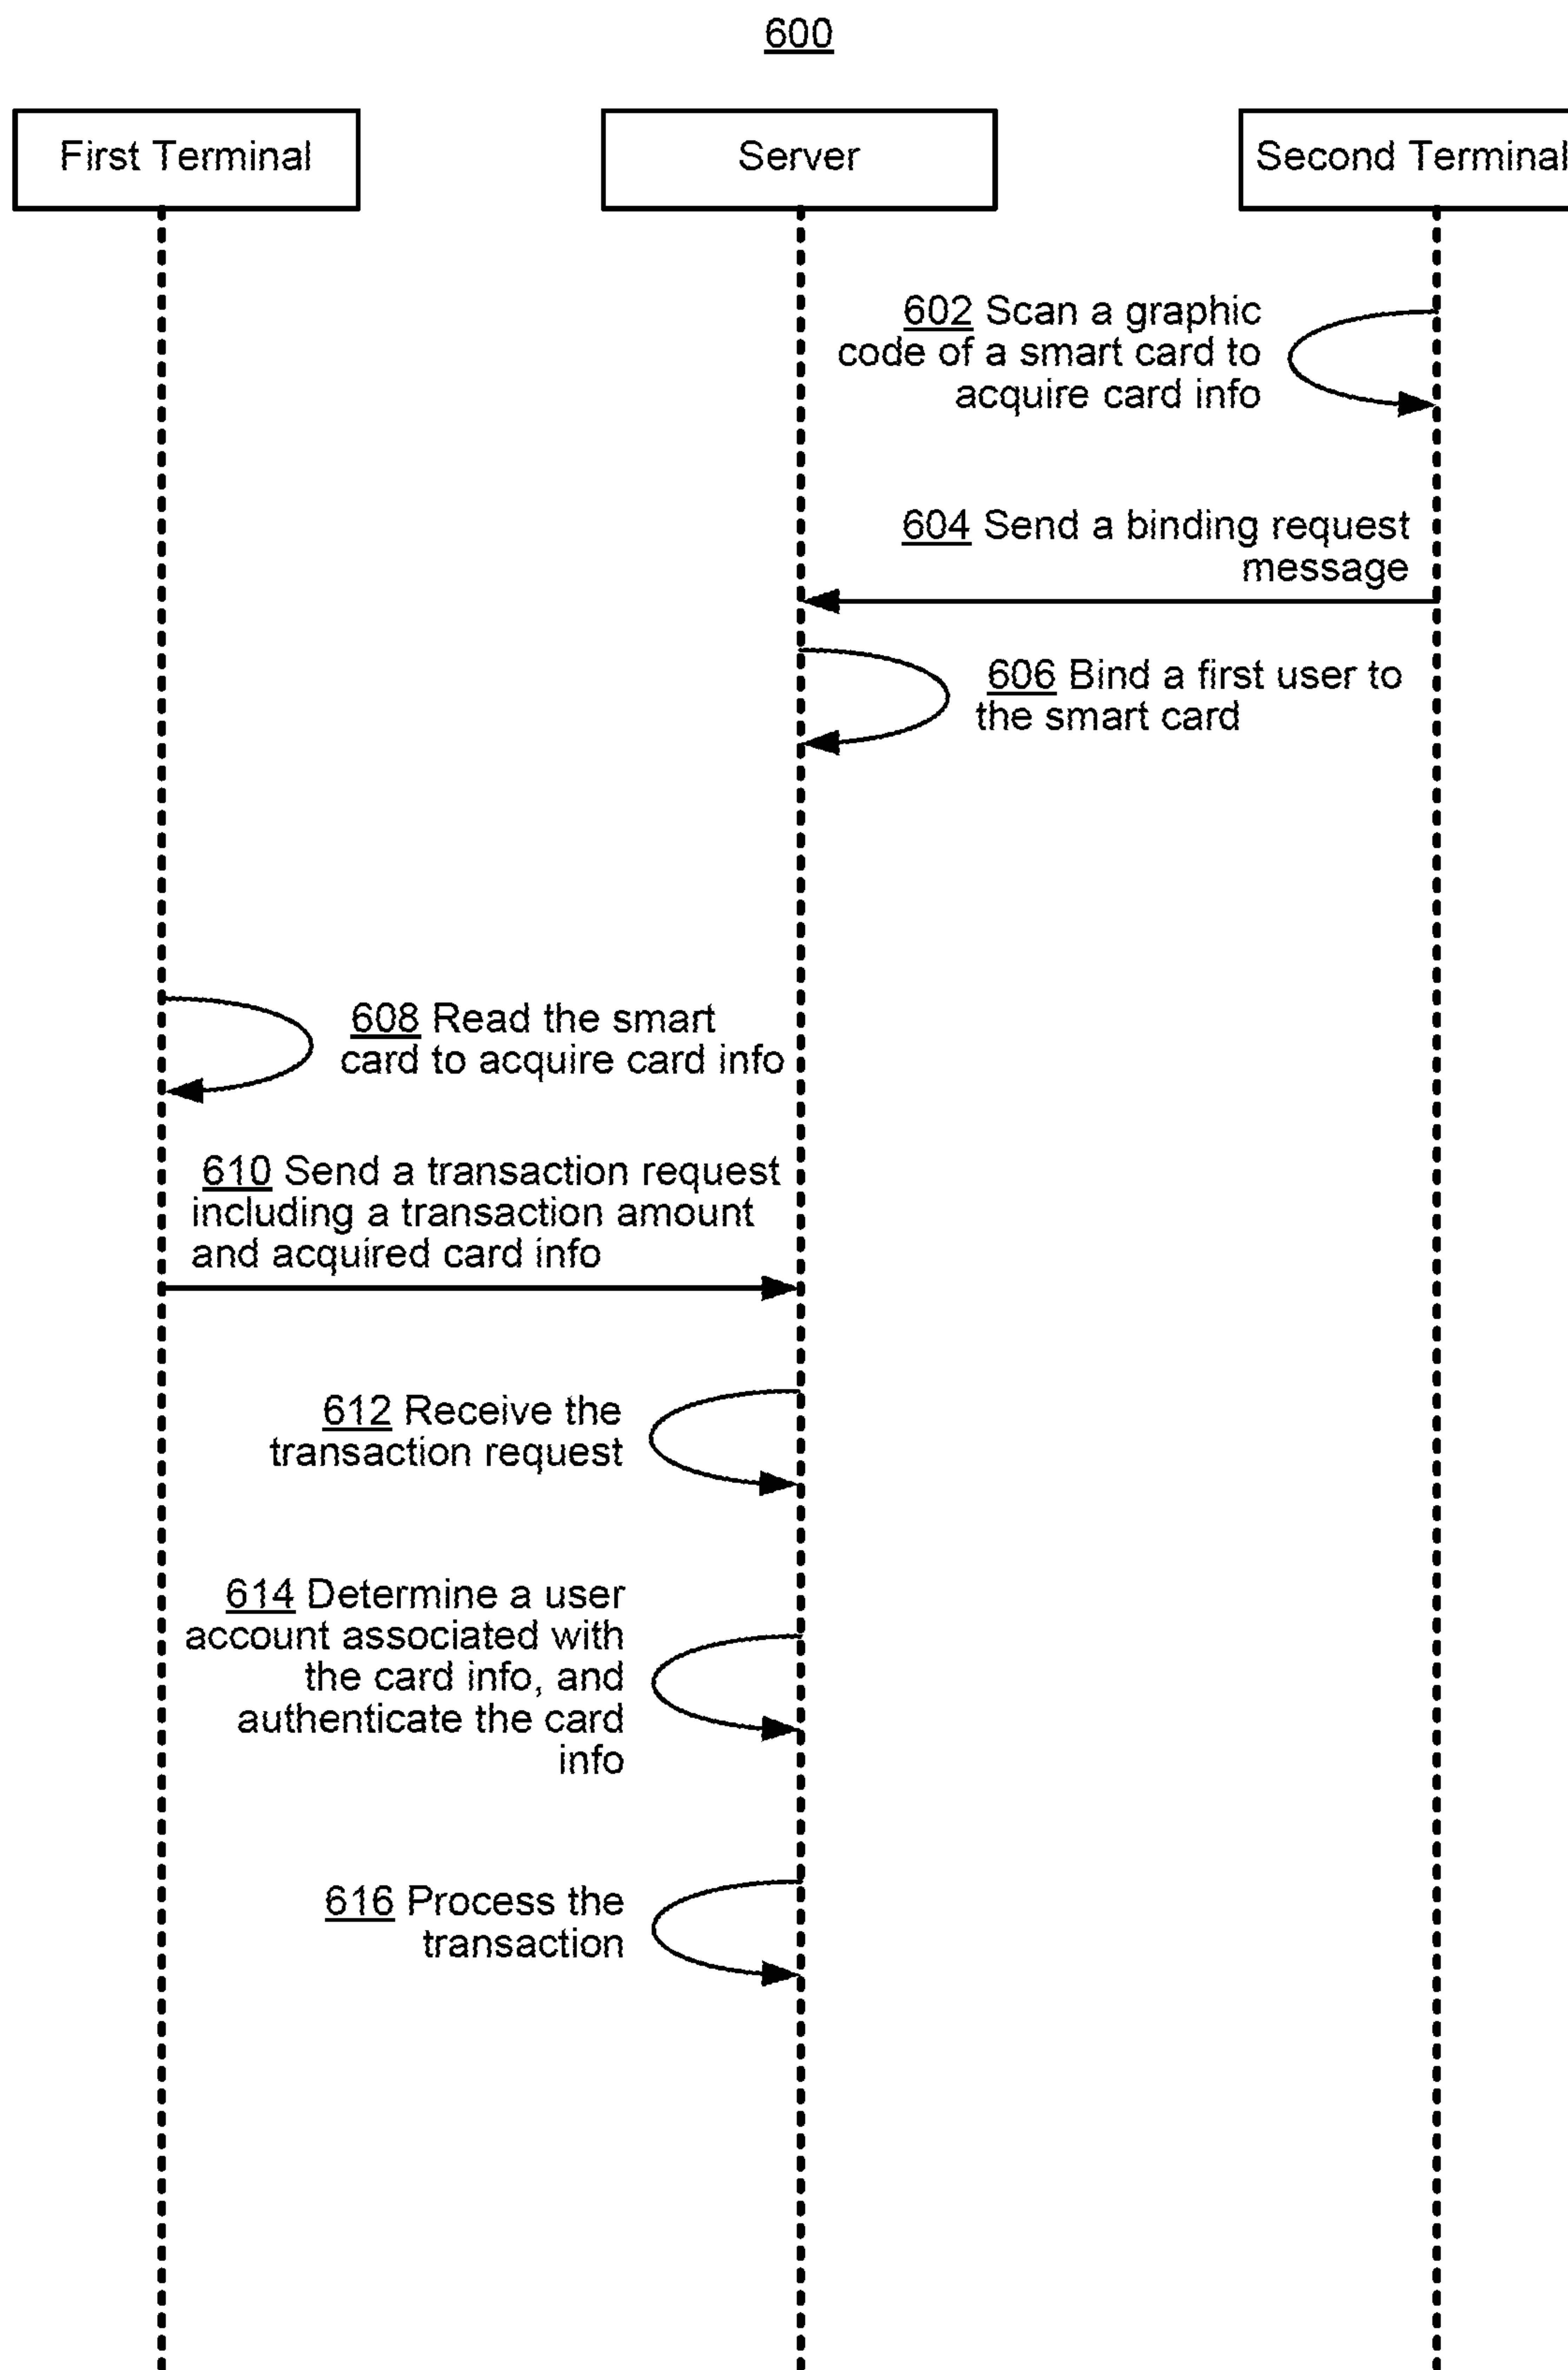 600
First Terminal
Server
Second Terminal
602 Scan a graphic
code of a smart card to
acquire card info
604 Send a binding request
message
606 Bind a first user to
the smart card
608 Read the smart
card to acquire card info
610 Send a transaction request
including a transaction amount
and acquired card info
612 Receive the
transaction request
614 Determine a user
account associated with
the card info, and
authenticate the card
info
616 Process the
transaction